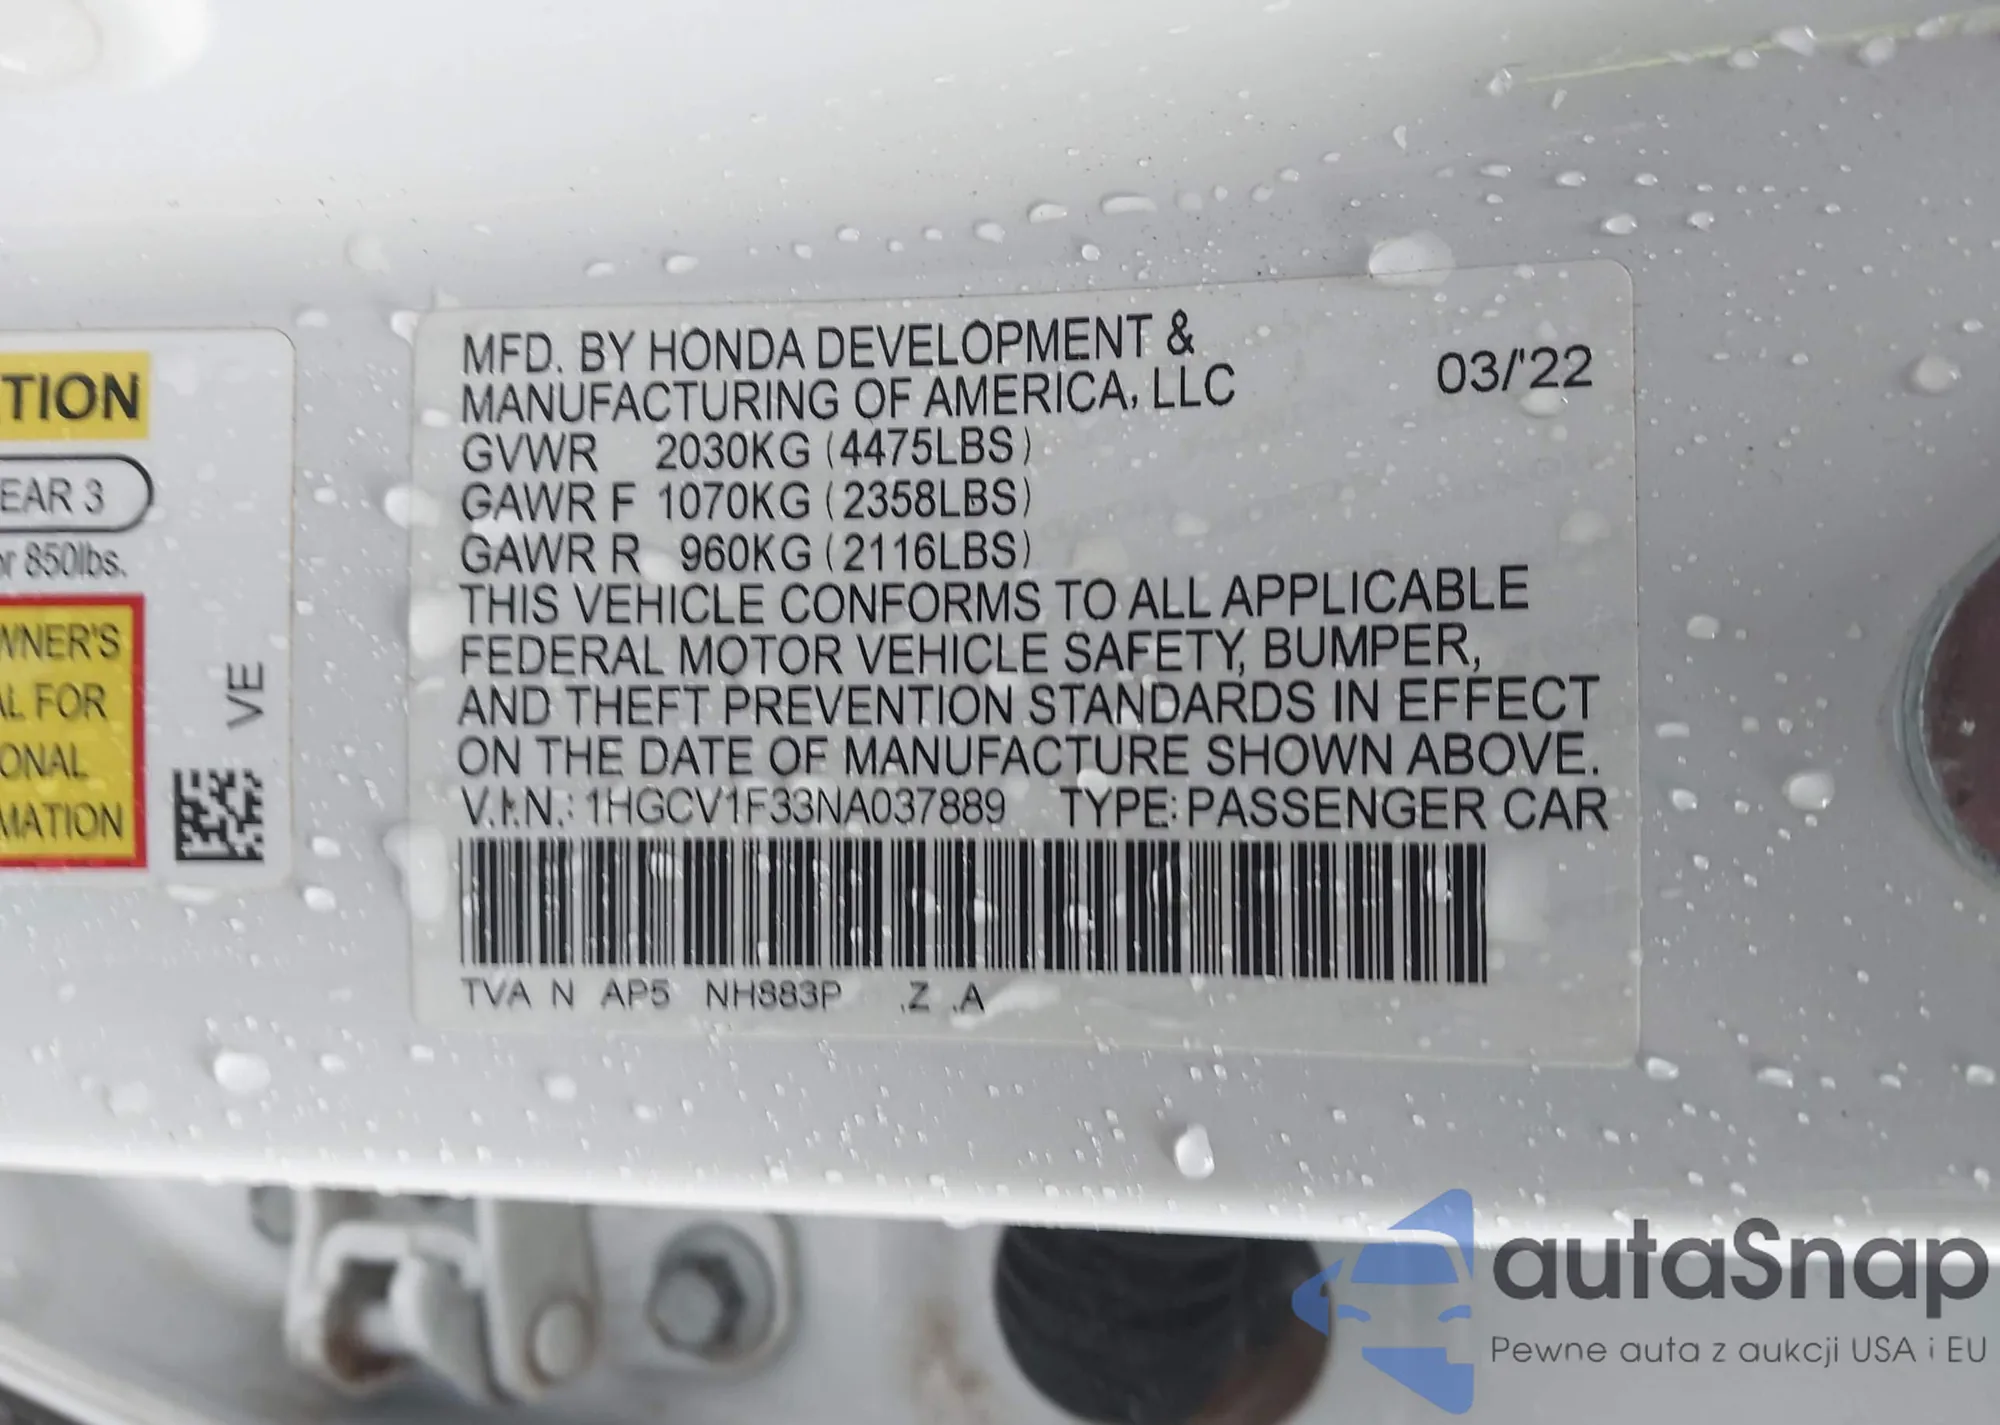 TION
EAR 3
or 850lbs.
WNER'S
AL FOR
ONAL
MATION
VE
MFD. BY HONDA DEVELOPMENT &
MANUFACTURING OF AMERICA, LLC
03/'22
GVWR 2030KG (4475LBS)
GAWR F 1070KG (2358LBS)
GAWR R 960KG (2116LBS)
THIS VEHICLE CONFORMS TO ALL APPLICABLE
FEDERAL MOTOR VEHICLE SAFETY, BUMPER,
AND THEFT PREVENTION STANDARDS IN EFFECT
ON THE DATE OF MANUFACTURE SHOWN ABOVE.
V.I.N.: 1HGCV1F33NA037889 TYPE: PASSENGER CAR
TVA N AP5 NH883P .Z .A
autaSnap
Pewne auta z aukcji USA i EU